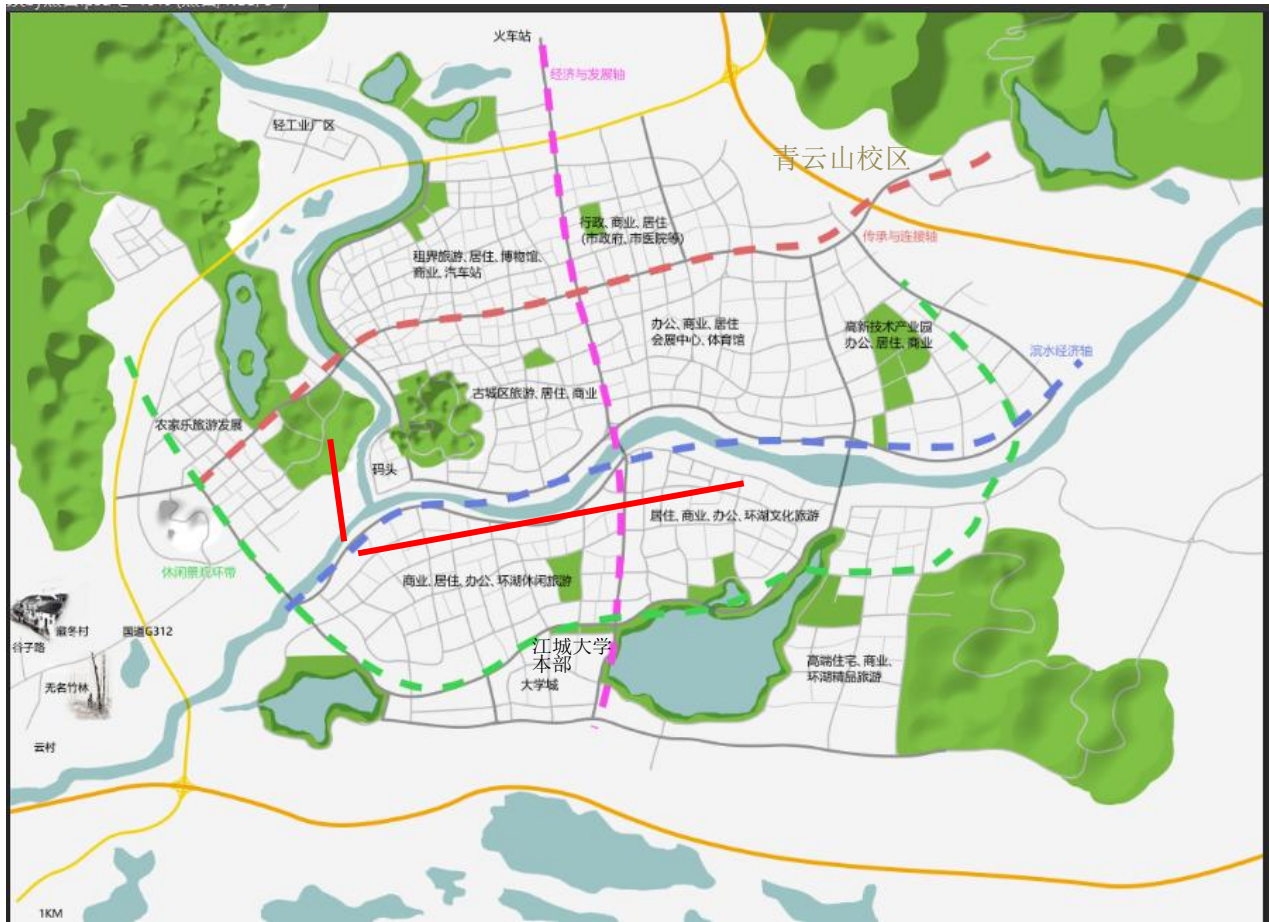 火车站
经济与发展轴
轻工业厂区
青云山校区
行政、商业、居住
(市政府、市医院等)
传承与连接轴
租界旅游、居住、博物馆、
商业、汽车站
办公、商业、居住
会展中心、体育馆
高新技术产业园
办公、居住、商业
滨水经济轴
古城区旅游、居住、商业
农家乐旅游发展
码头
居住、商业、办公、环湖文化旅游
休闲景观环带
商业、居住、办公、环湖休闲旅游
国道G312
谷子路
江城大学
本部
大学城
高端住宅、商业、
环湖精品旅游
无名竹林
云村
1KM